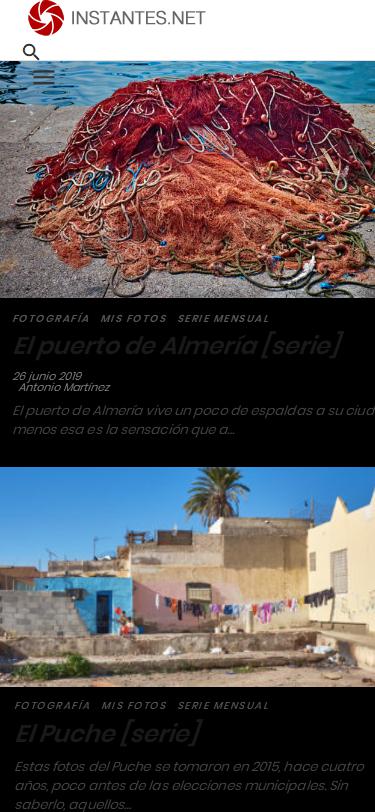 INSTANTES.NET
FOTOGRAFÍA MIS FOTOS SERIE MENSUAL
El puerto de Almería [serie]
26 junio 2019
Antonio Martínez
El puerto de Almería vive un poco de espaldas a su ciud
menos esa es la sensación que a...
FOTOGRAFÍA MIS FOTOS SERIE MENSUAL
El Puche [serie]
Estas fotos del Puche se tomaron en 2015, hace cuatro
años, poco antes de las elecciones municipales. Sin
saberlo, aquellos...